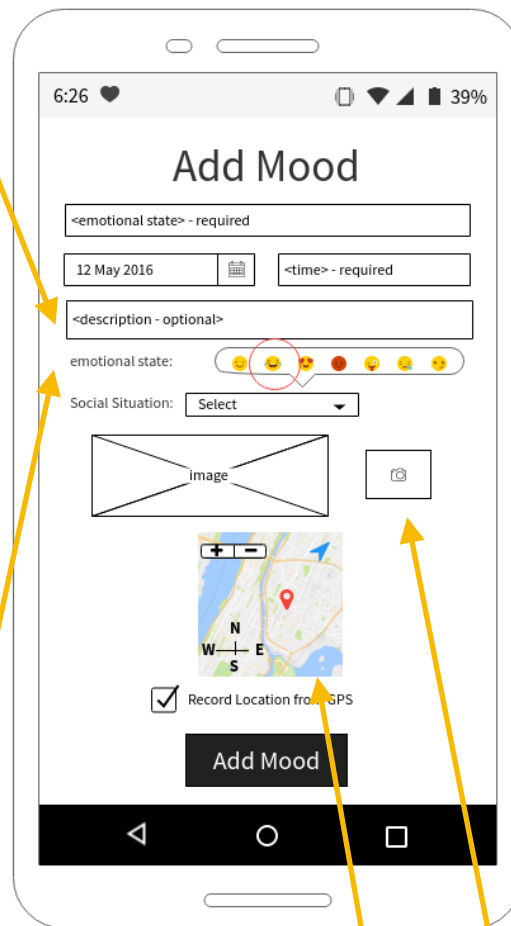 6:26 39%
Add Mood
<emotional state> - required
12 May 2016 <time> - required
<description - optional>
emotional state:
Social Situation: Select
image
+ −
N
W E
S
Record Location from GPS
Add Mood